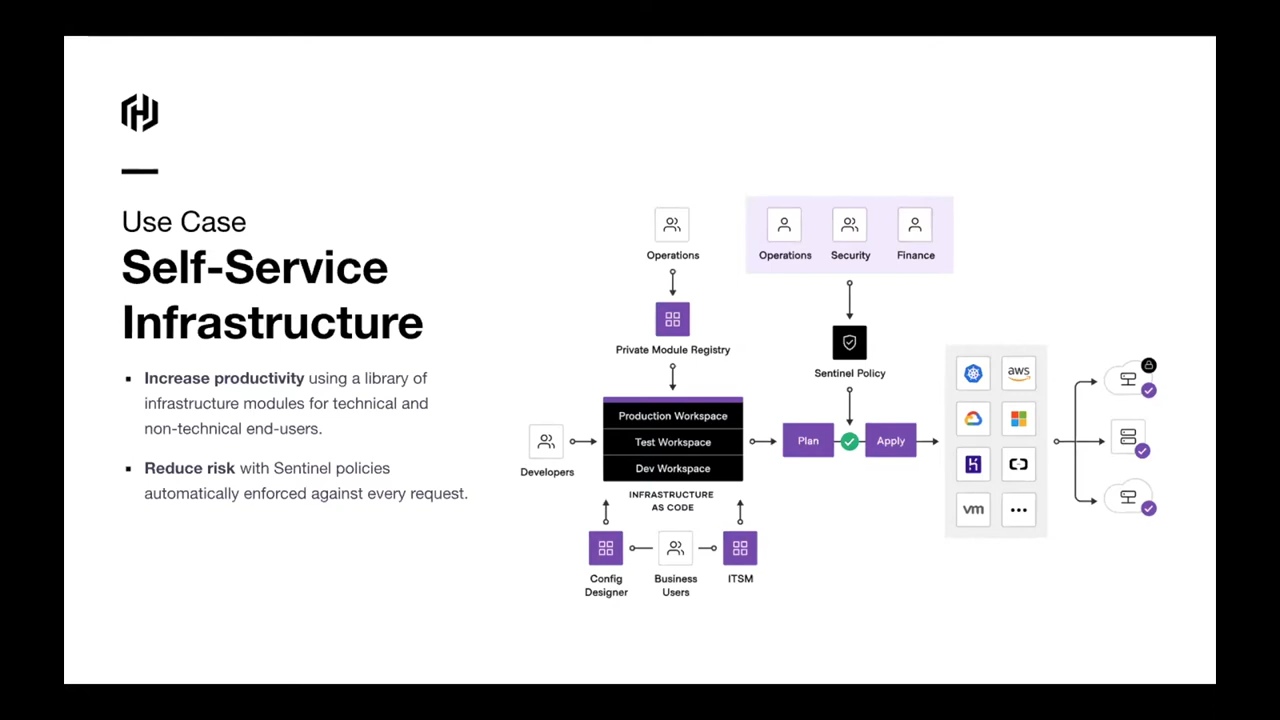 Use Case
Self-Service
Infrastructure
▪ Increase productivity using a library of
infrastructure modules for technical and
non-technical end-users.
▪ Reduce risk with Sentinel policies
automatically enforced against every request.
Operations
Private Module Registry
Operations
Security
Finance
Sentinel Policy
Developers
Production Workspace
Test Workspace
Dev Workspace
INFRASTRUCTURE
AS CODE
Plan
Apply
Config
Designer
Business
Users
ITSM
aws
vm